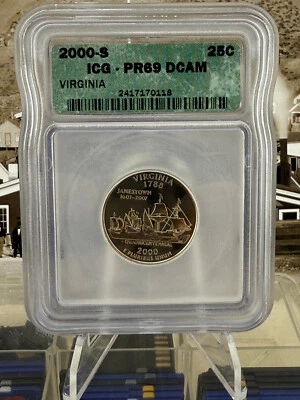 2000-S 25C
ICG - PR69 DCAM
VIRGINIA
2417170118
VIRGINIA
1788
JAMESTOWN
1607-2007
QUADRICENTENNIAL
2000
E PLURIBUS UNUM